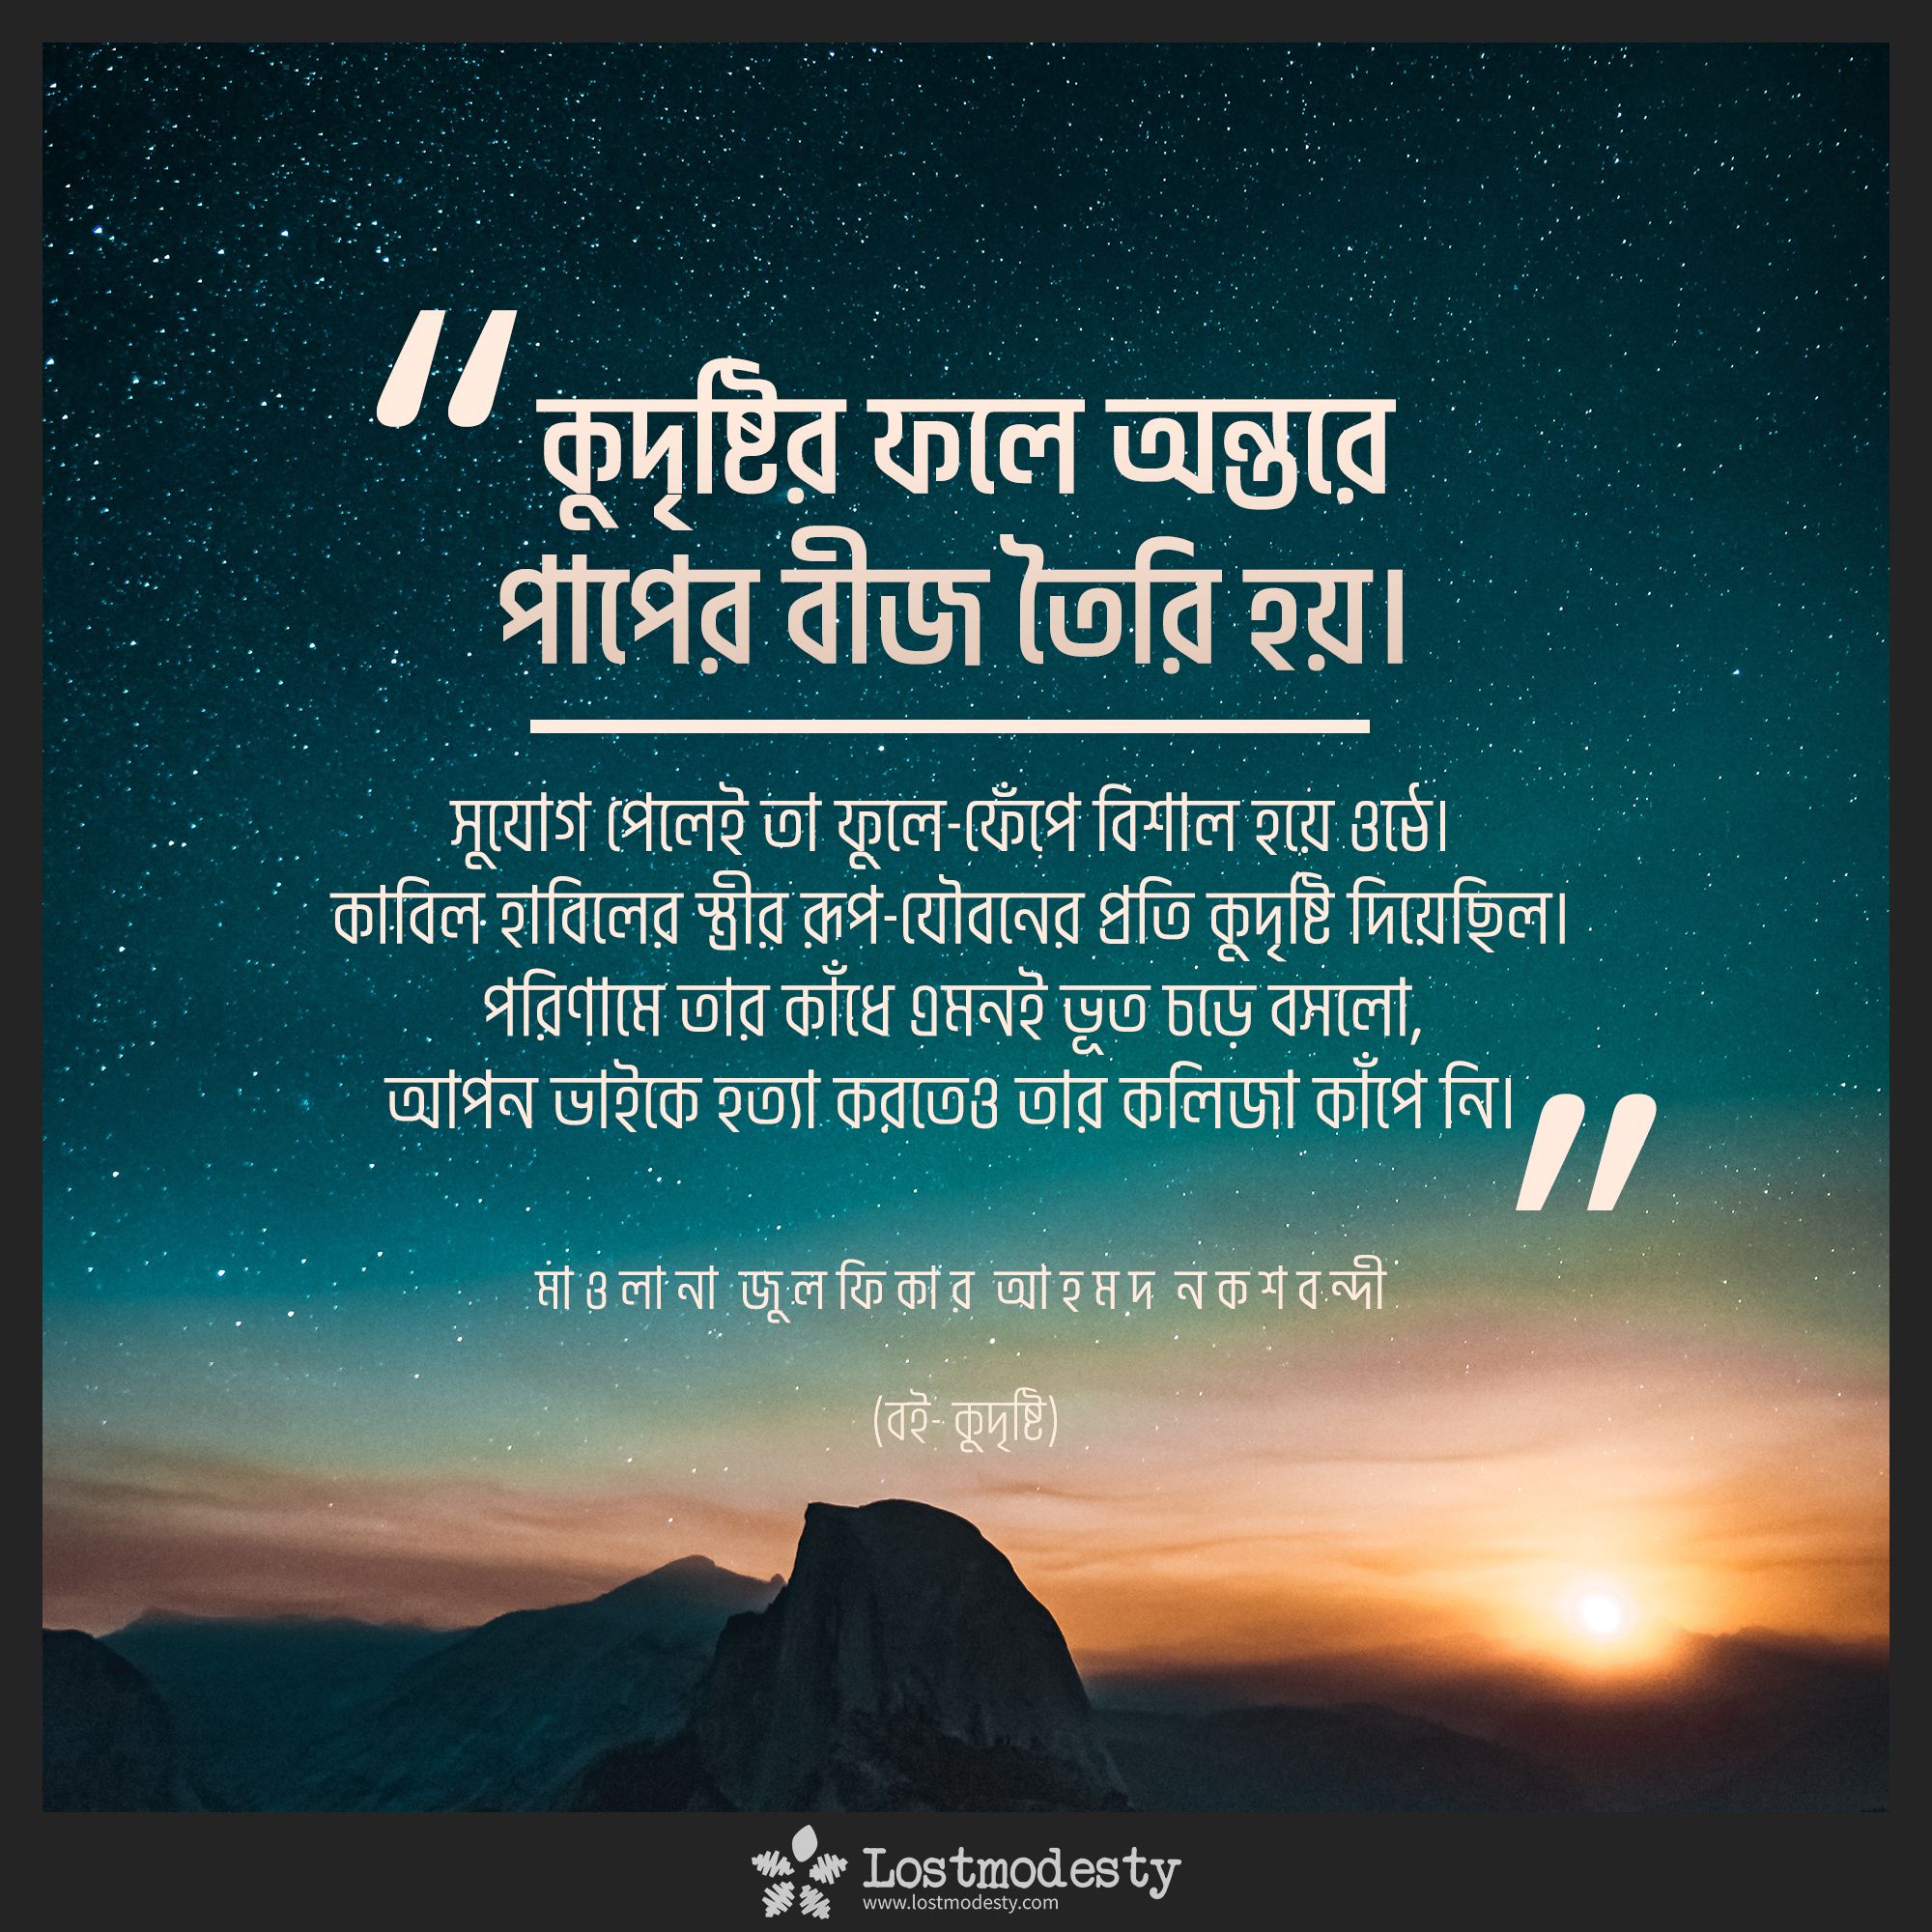 “কুদৃষ্টির ফলে অন্তরে
পাপের বীজ তৈরি হয়।
সুযোগ পেলেই তা ফুলে-ফেঁপে বিশাল হয়ে ওঠে।
কাবিল হাবিলের স্ত্রীর রূপ-যৌবনের প্রতি কুদৃষ্টি দিয়েছিল।
পরিণামে তার কাঁধে এমনই ভূত চড়ে বসলো,
আপন ভাইকে হত্যা করতেও তার কলিজা কাঁপে নি।”
মাওলানা জুলফিকার আহমদ নকশবন্দী
(বই- কুদৃষ্টি)
Lostmodesty
www.lostmodesty.com